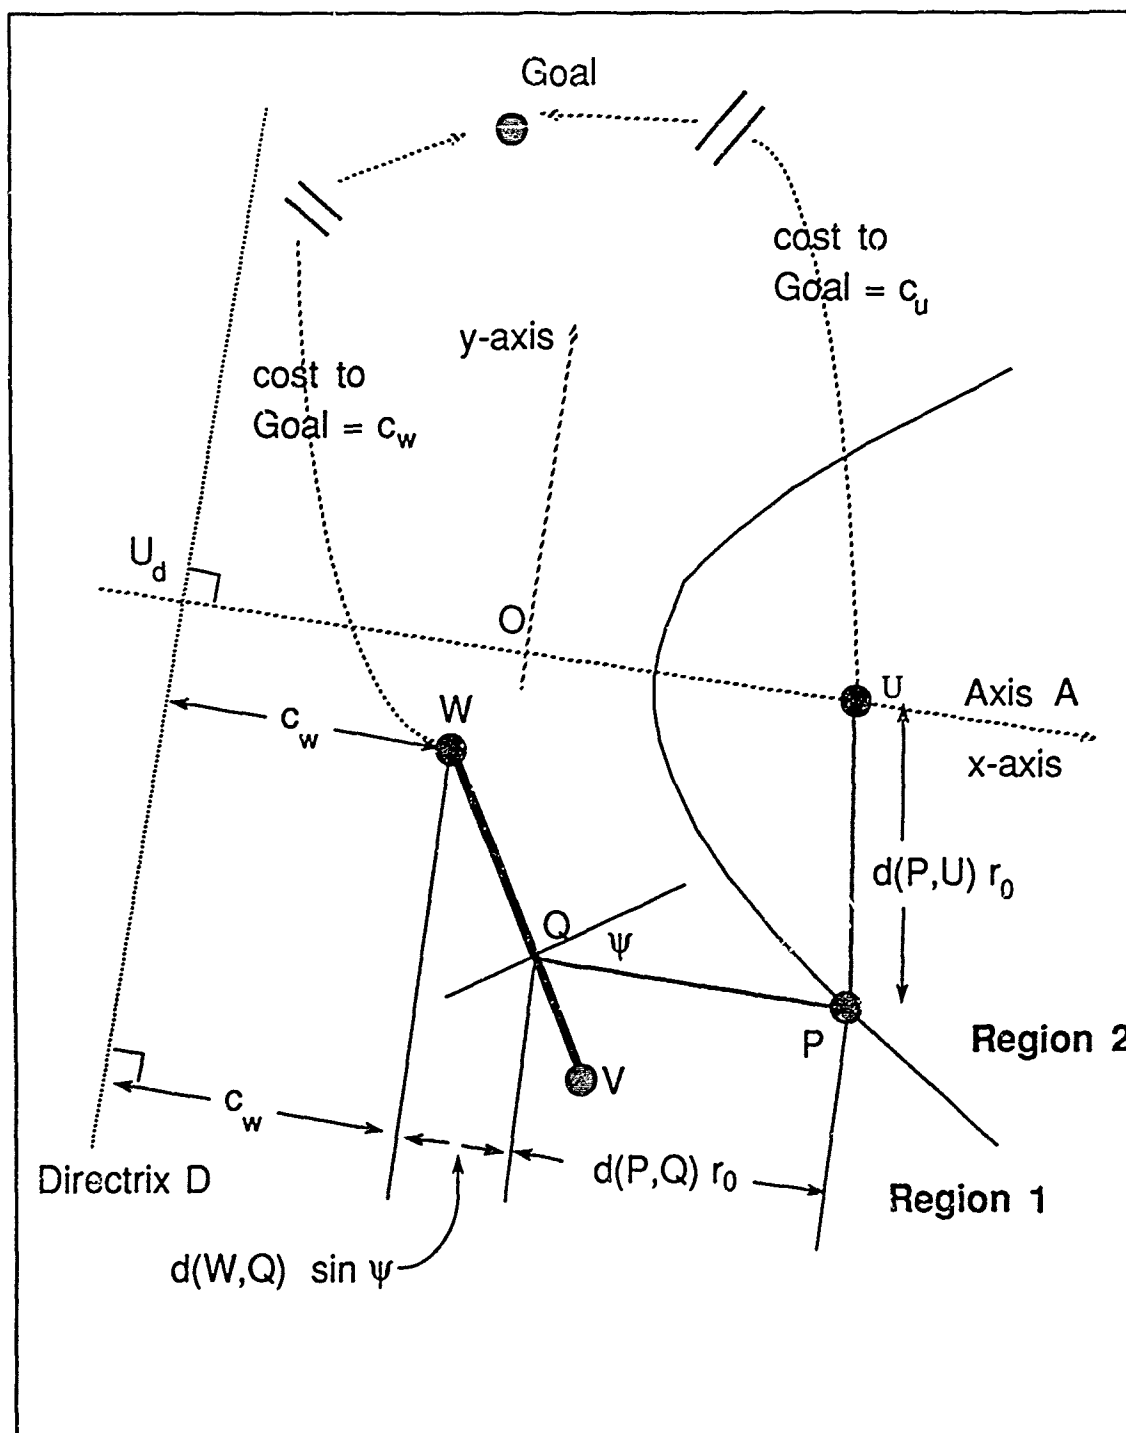 Goal
cost to
Goal = c_u
y-axis
cost to
Goal = c_w
U_d
O
U
Axis A
W
c_w
x-axis
d(P,U) r_0
Q
ψ
P
Region 2
V
c_w
Directrix D
d(P,Q) r_0
Region 1
d(W,Q) sin ψ